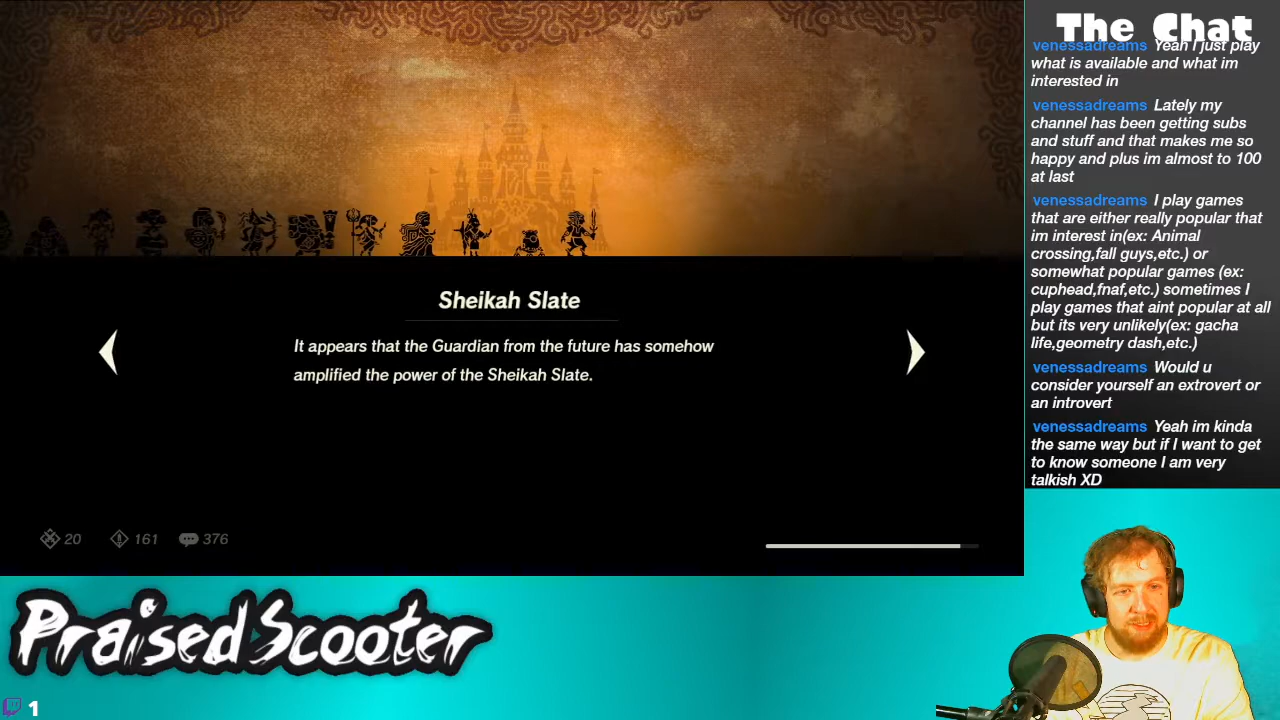 Sheikah Slate
It appears that the Guardian from the future has somehow
amplified the power of the Sheikah Slate.
20
161
376
The Chat
venessadreams Yeah I just play
what is available and what im
interested in
venessadreams Lately my
channel has been getting subs
and stuff and that makes me so
happy and plus im almost to 100
at last
venessadreams I play games
that are either really popular that
im interest in(ex: Animal
crossing,fall guys,etc.) or
somewhat popular games (ex:
cuphead,fnaf,etc.) sometimes I
play games that aint popular at all
but its very unlikely(ex: gacha
life,geometry dash,etc.)
venessadreams Would u
consider yourself an extrovert or
an introvert
venessadreams Yeah im kinda
the same way but if I want to get
to know someone I am very
talkish XD
PraisedScooter
1